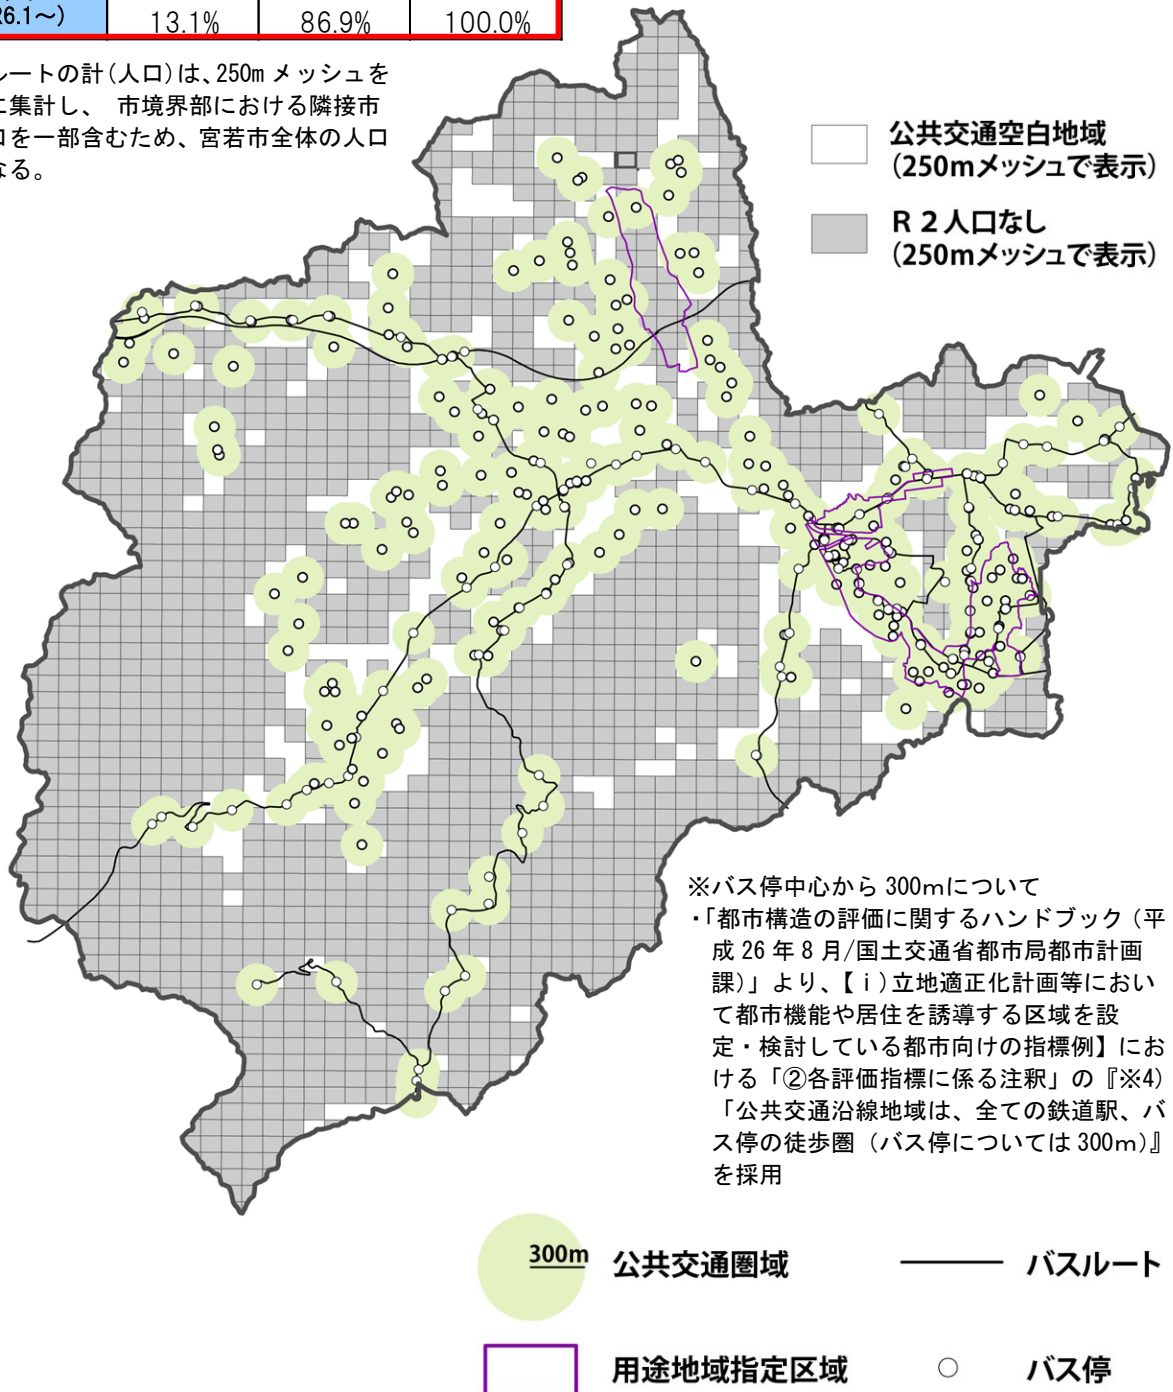 R6.1～)
13.1%
86.9%
100.0%
ルートの計(人口)は、250m メッシュを
に集計し、 市境界部における隣接市
口を一部含むため、宮若市全体の人口
なる。
公共交通空白地域
(250mメッシュで表示)
R2人口なし
(250mメッシュで表示)
※バス停中心から 300mについて
・「都市構造の評価に関するハンドブック（平
成 26 年 8 月/国土交通省都市局都市計画
課）」より、【ⅰ）立地適正化計画等におい
て都市機能や居住を誘導する区域を設
定・検討している都市向けの指標例】にお
ける「②各評価指標に係る注釈」の『※4)
「公共交通沿線地域は、全ての鉄道駅、バ
ス停の徒歩圏（バス停については 300m）』
を採用
300m
公共交通圏域
バスルート
用途地域指定区域
バス停